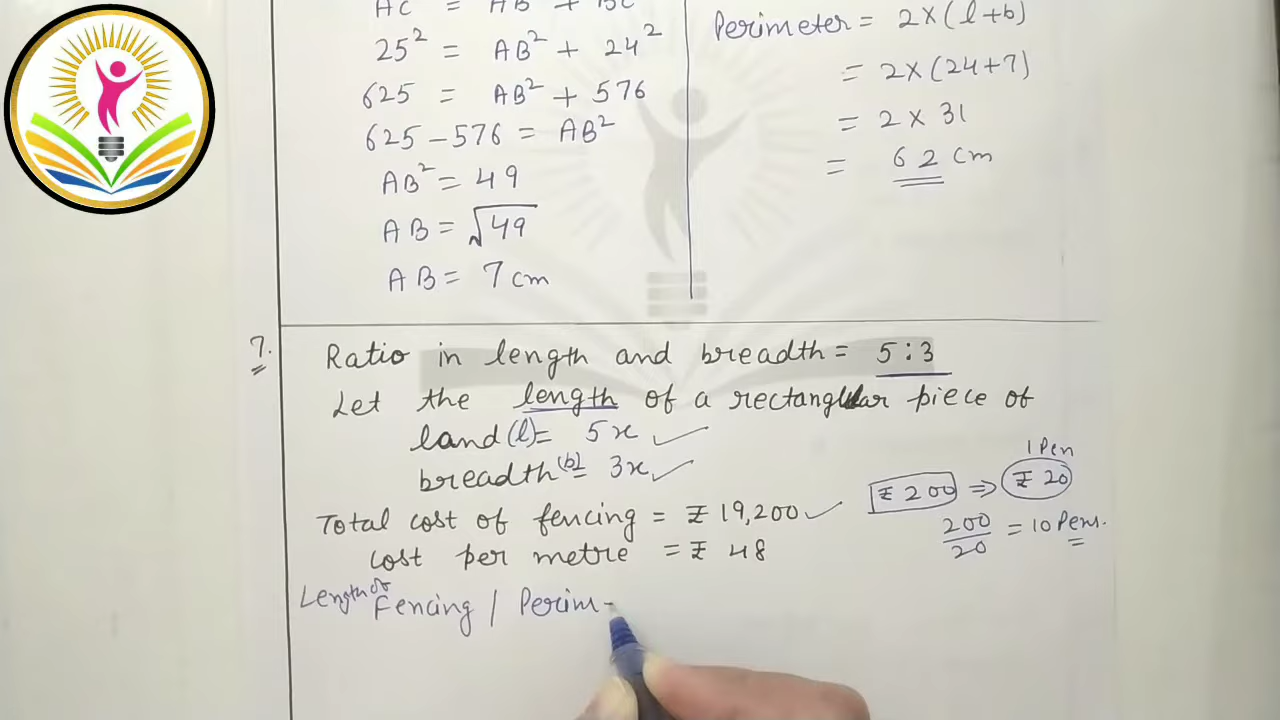 AC = AB + BC
25² = AB² + 24²
625 = AB² + 576
625 – 576 = AB²
AB² = 49
AB = √49
AB = 7 cm
Perimeter = 2 × (l + b)
= 2 × (24 + 7)
= 2 × 31
= 62 cm
7.
Ratio in length and breadth = 5 : 3
Let the length of a rectangular piece of
land (l) = 5x ✓
breadth (b) = 3x ✓
Total cost of fencing = ₹ 19,200 ✓
cost per metre = ₹ 48
Length of Fencing / Perim
1 Pen
₹ 200 ⇒ ₹ 20
200/20 = 10 Pens.